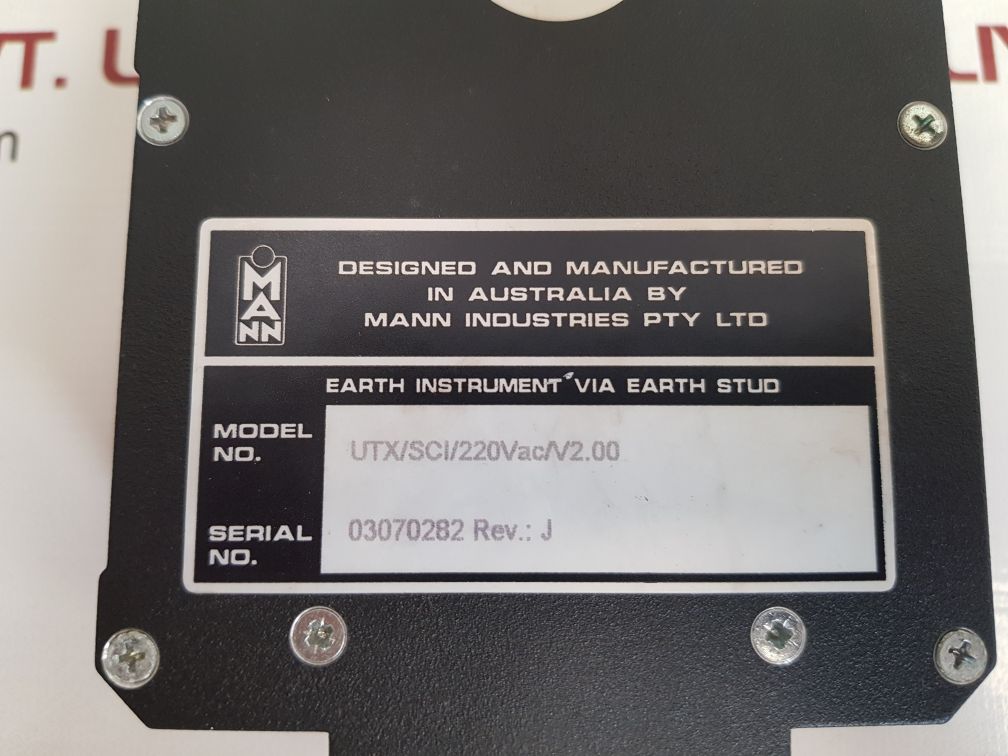 MANN
DESIGNED AND MANUFACTURED
IN AUSTRALIA BY
MANN INDUSTRIES PTY LTD
EARTH INSTRUMENT VIA EARTH STUD
MODEL NO.
UTX/SCI/220Vac/V2.00
SERIAL NO.
03070282 Rev.: J